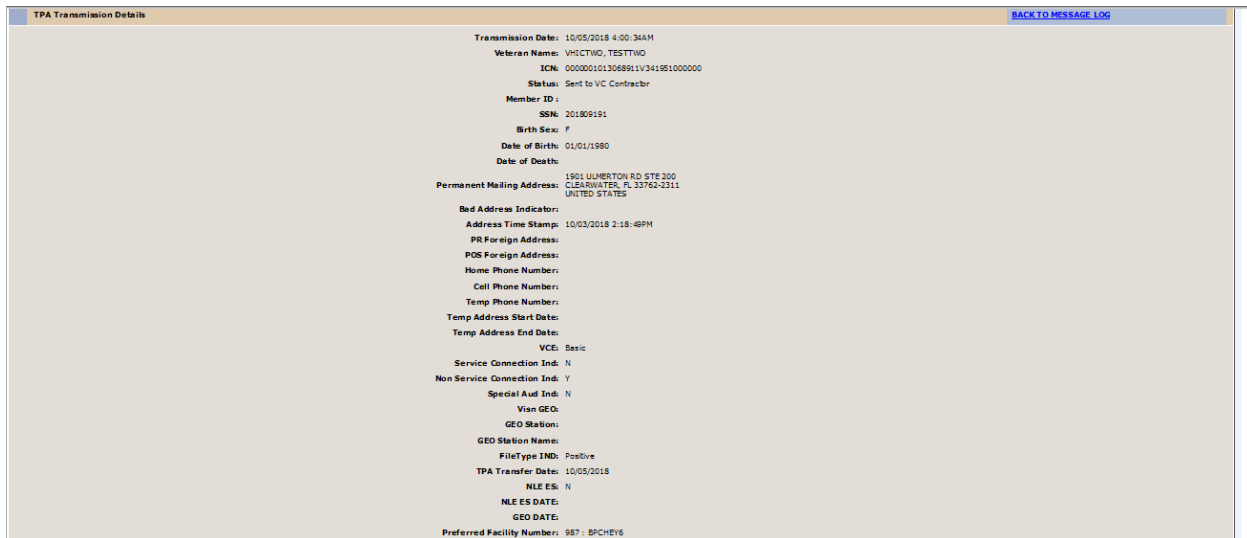 TPA Transmission Details
BACK TO MESSAGE LOG
Transmission Date: 10/05/2018 4:00:34AM
Veteran Name: VHICTWO, TESTTWO
ICN: 0000001013068911V341951000000
Status: Sent to VC Contractor
Member ID :
SSN: 201809191
Birth Sex: F
Date of Birth: 01/01/1980
Date of Death:
Permanent Mailing Address: 1901 ULMERTON RD STE 200
CLEARWATER, FL 33762-2311
UNITED STATES
Bad Address Indicator:
Address Time Stamp: 10/03/2018 2:18:49PM
PR Foreign Address:
POS Foreign Address:
Home Phone Number:
Cell Phone Number:
Temp Phone Number:
Temp Address Start Date:
Temp Address End Date:
VCE: Basic
Service Connection Ind: N
Non Service Connection Ind: Y
Special Aud Ind: N
Visn GEO:
GEO Station:
GEO Station Name:
FileType IND: Positive
TPA Transfer Date: 10/05/2018
NLE ES: N
NLE ES DATE:
GEO DATE:
Preferred Facility Number: 987 : BPCHEY6